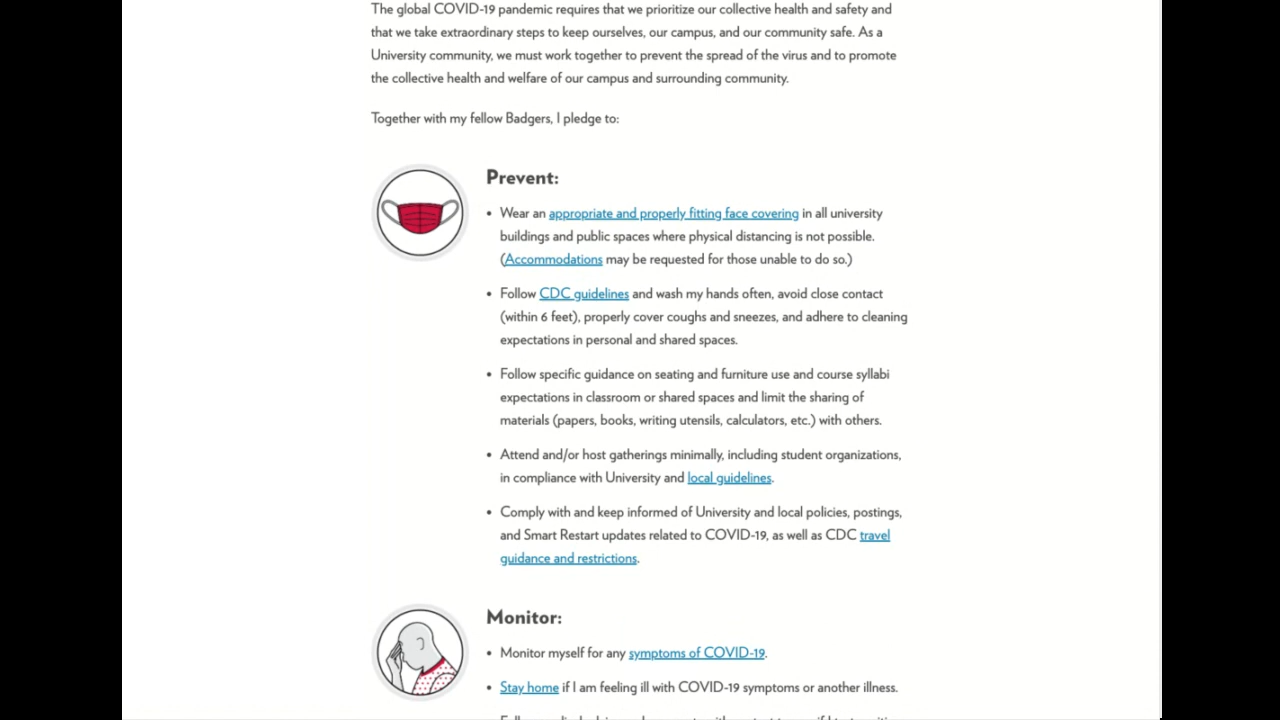 The global COVID-19 pandemic requires that we prioritize our collective health and safety and
that we take extraordinary steps to keep ourselves, our campus, and our community safe. As a
University community, we must work together to prevent the spread of the virus and to promote
the collective health and welfare of our campus and surrounding community.
Together with my fellow Badgers, I pledge to:
Prevent:
• Wear an appropriate and properly fitting face covering in all university
buildings and public spaces where physical distancing is not possible.
(Accommodations may be requested for those unable to do so.)
• Follow CDC guidelines and wash my hands often, avoid close contact
(within 6 feet), properly cover coughs and sneezes, and adhere to cleaning
expectations in personal and shared spaces.
• Follow specific guidance on seating and furniture use and course syllabi
expectations in classroom or shared spaces and limit the sharing of
materials (papers, books, writing utensils, calculators, etc.) with others.
• Attend and/or host gatherings minimally, including student organizations,
in compliance with University and local guidelines.
• Comply with and keep informed of University and local policies, postings,
and Smart Restart updates related to COVID-19, as well as CDC travel
guidance and restrictions.
Monitor:
• Monitor myself for any symptoms of COVID-19.
• Stay home if I am feeling ill with COVID-19 symptoms or another illness.